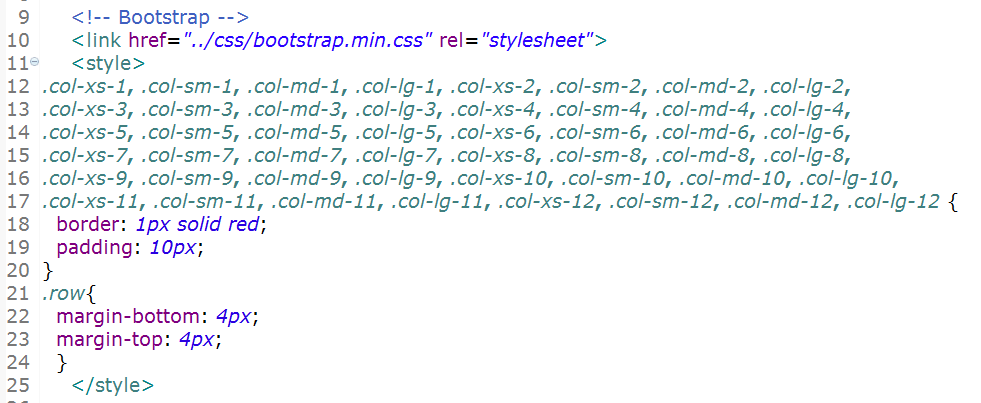 9 <!-- Bootstrap -->
10 <link href="../css/bootstrap.min.css" rel="stylesheet">
11 <style>
12 .col-xs-1, .col-sm-1, .col-md-1, .col-lg-1, .col-xs-2, .col-sm-2, .col-md-2, .col-lg-2,
13 .col-xs-3, .col-sm-3, .col-md-3, .col-lg-3, .col-xs-4, .col-sm-4, .col-md-4, .col-lg-4,
14 .col-xs-5, .col-sm-5, .col-md-5, .col-lg-5, .col-xs-6, .col-sm-6, .col-md-6, .col-lg-6,
15 .col-xs-7, .col-sm-7, .col-md-7, .col-lg-7, .col-xs-8, .col-sm-8, .col-md-8, .col-lg-8,
16 .col-xs-9, .col-sm-9, .col-md-9, .col-lg-9, .col-xs-10, .col-sm-10, .col-md-10, .col-lg-10,
17 .col-xs-11, .col-sm-11, .col-md-11, .col-lg-11, .col-xs-12, .col-sm-12, .col-md-12, .col-lg-12 {
18 border: 1px solid red;
19 padding: 10px;
20 }
21 .row{
22 margin-bottom: 4px;
23 margin-top: 4px;
24 }
25 </style>